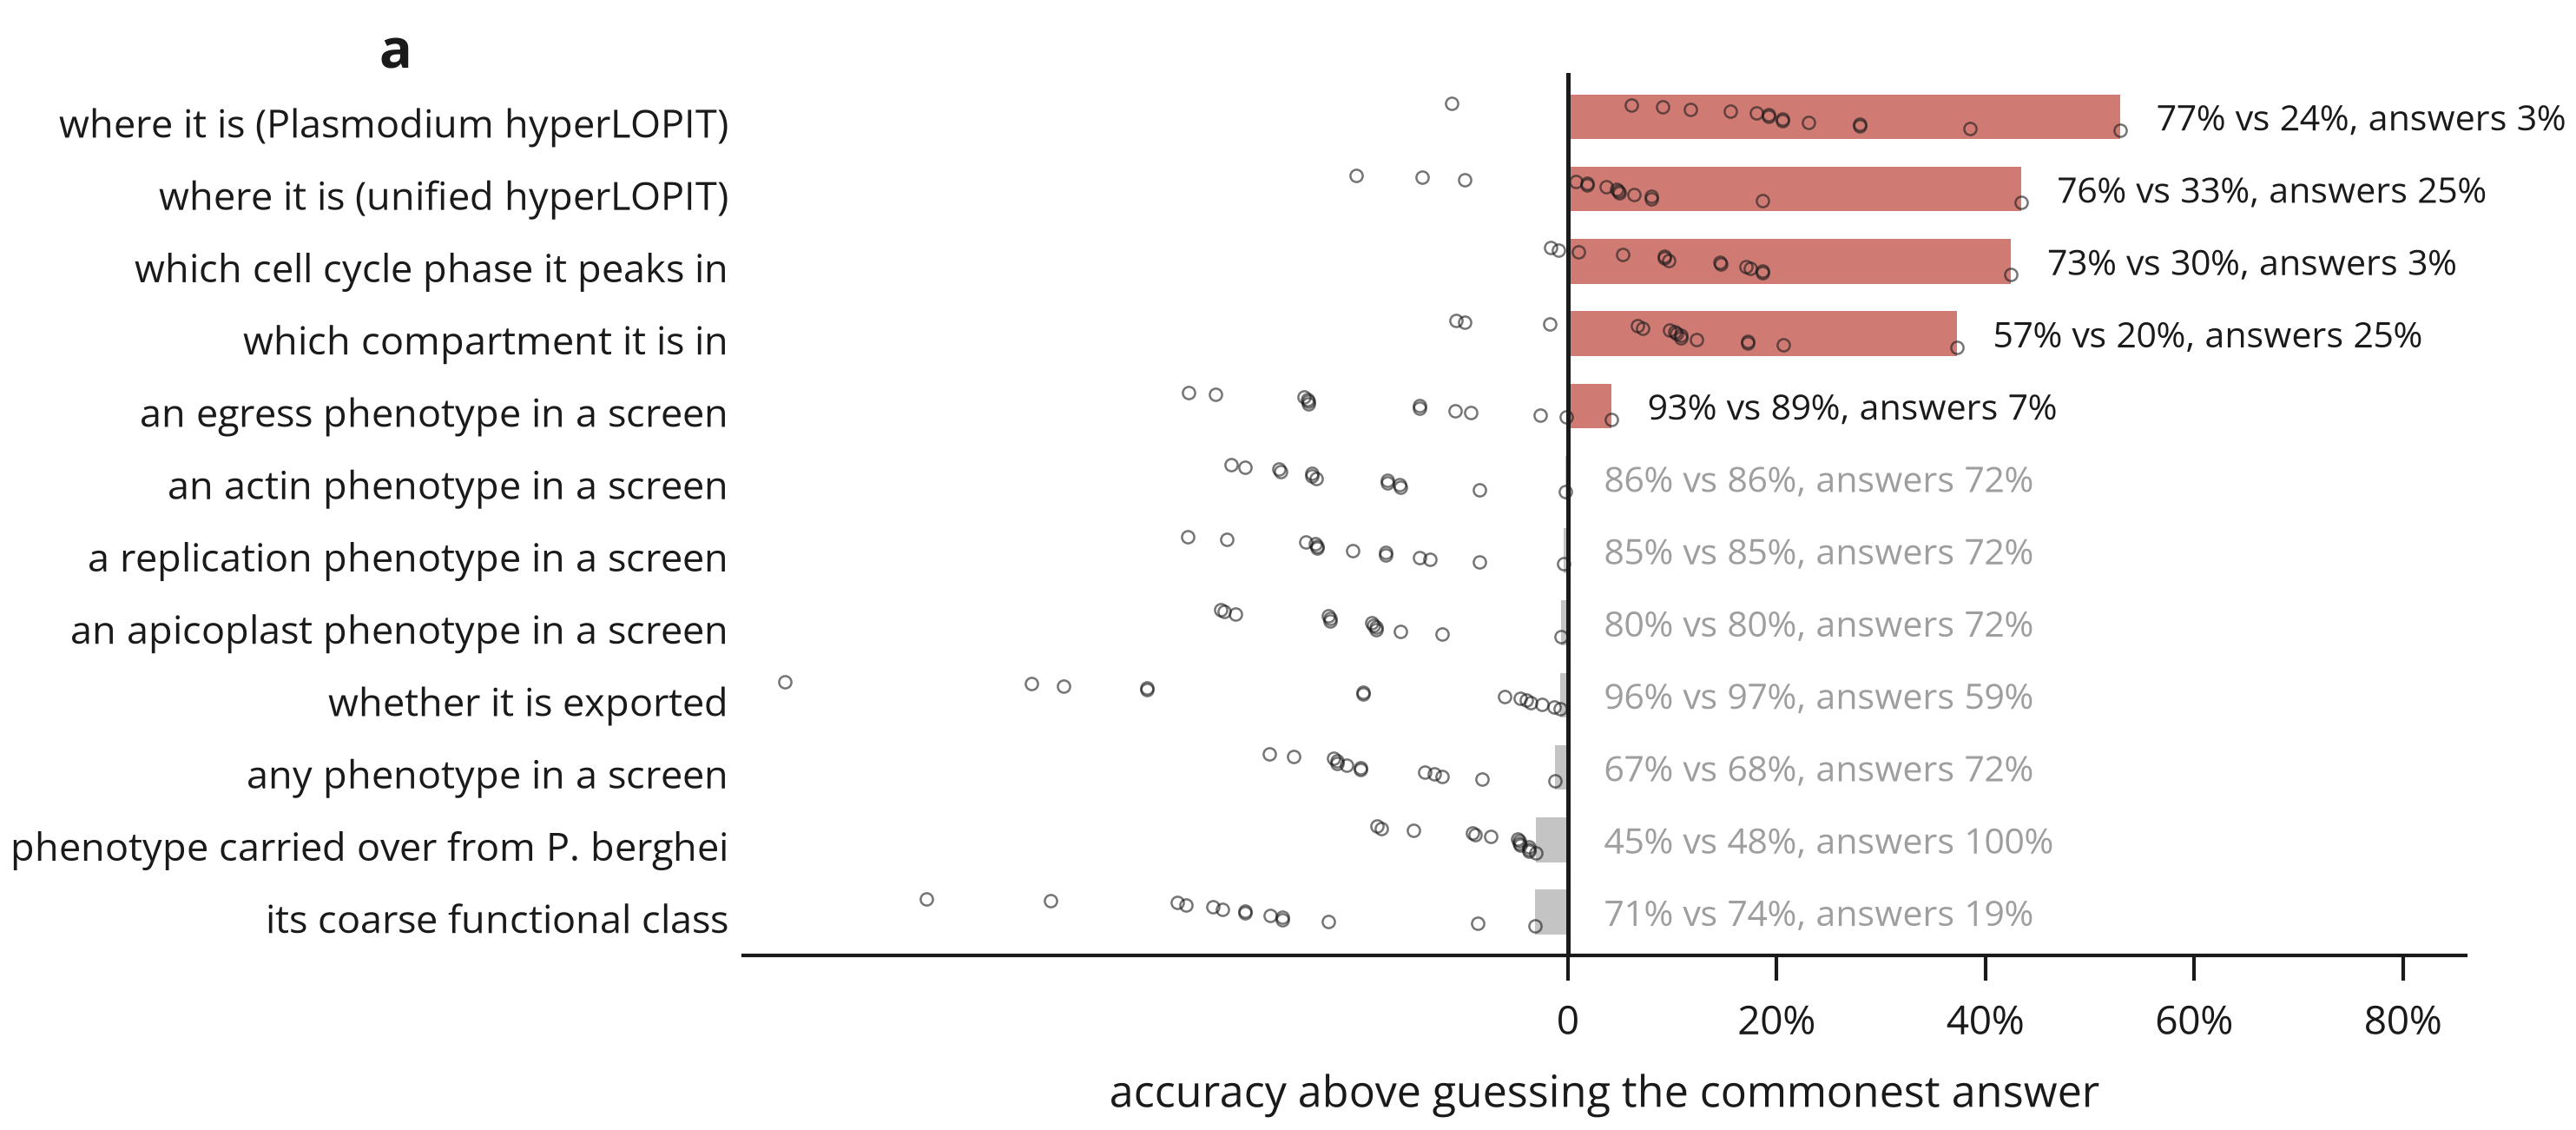 a
where it is (Plasmodium hyperLOPIT)
77% vs 24%, answers 3%
where it is (unified hyperLOPIT)
76% vs 33%, answers 25%
which cell cycle phase it peaks in
73% vs 30%, answers 3%
which compartment it is in
57% vs 20%, answers 25%
an egress phenotype in a screen
93% vs 89%, answers 7%
an actin phenotype in a screen
86% vs 86%, answers 72%
a replication phenotype in a screen
85% vs 85%, answers 72%
an apicoplast phenotype in a screen
80% vs 80%, answers 72%
whether it is exported
96% vs 97%, answers 59%
any phenotype in a screen
67% vs 68%, answers 72%
phenotype carried over from P. berghei
45% vs 48%, answers 100%
its coarse functional class
71% vs 74%, answers 19%
0 20% 40% 60% 80%
accuracy above guessing the commonest answer